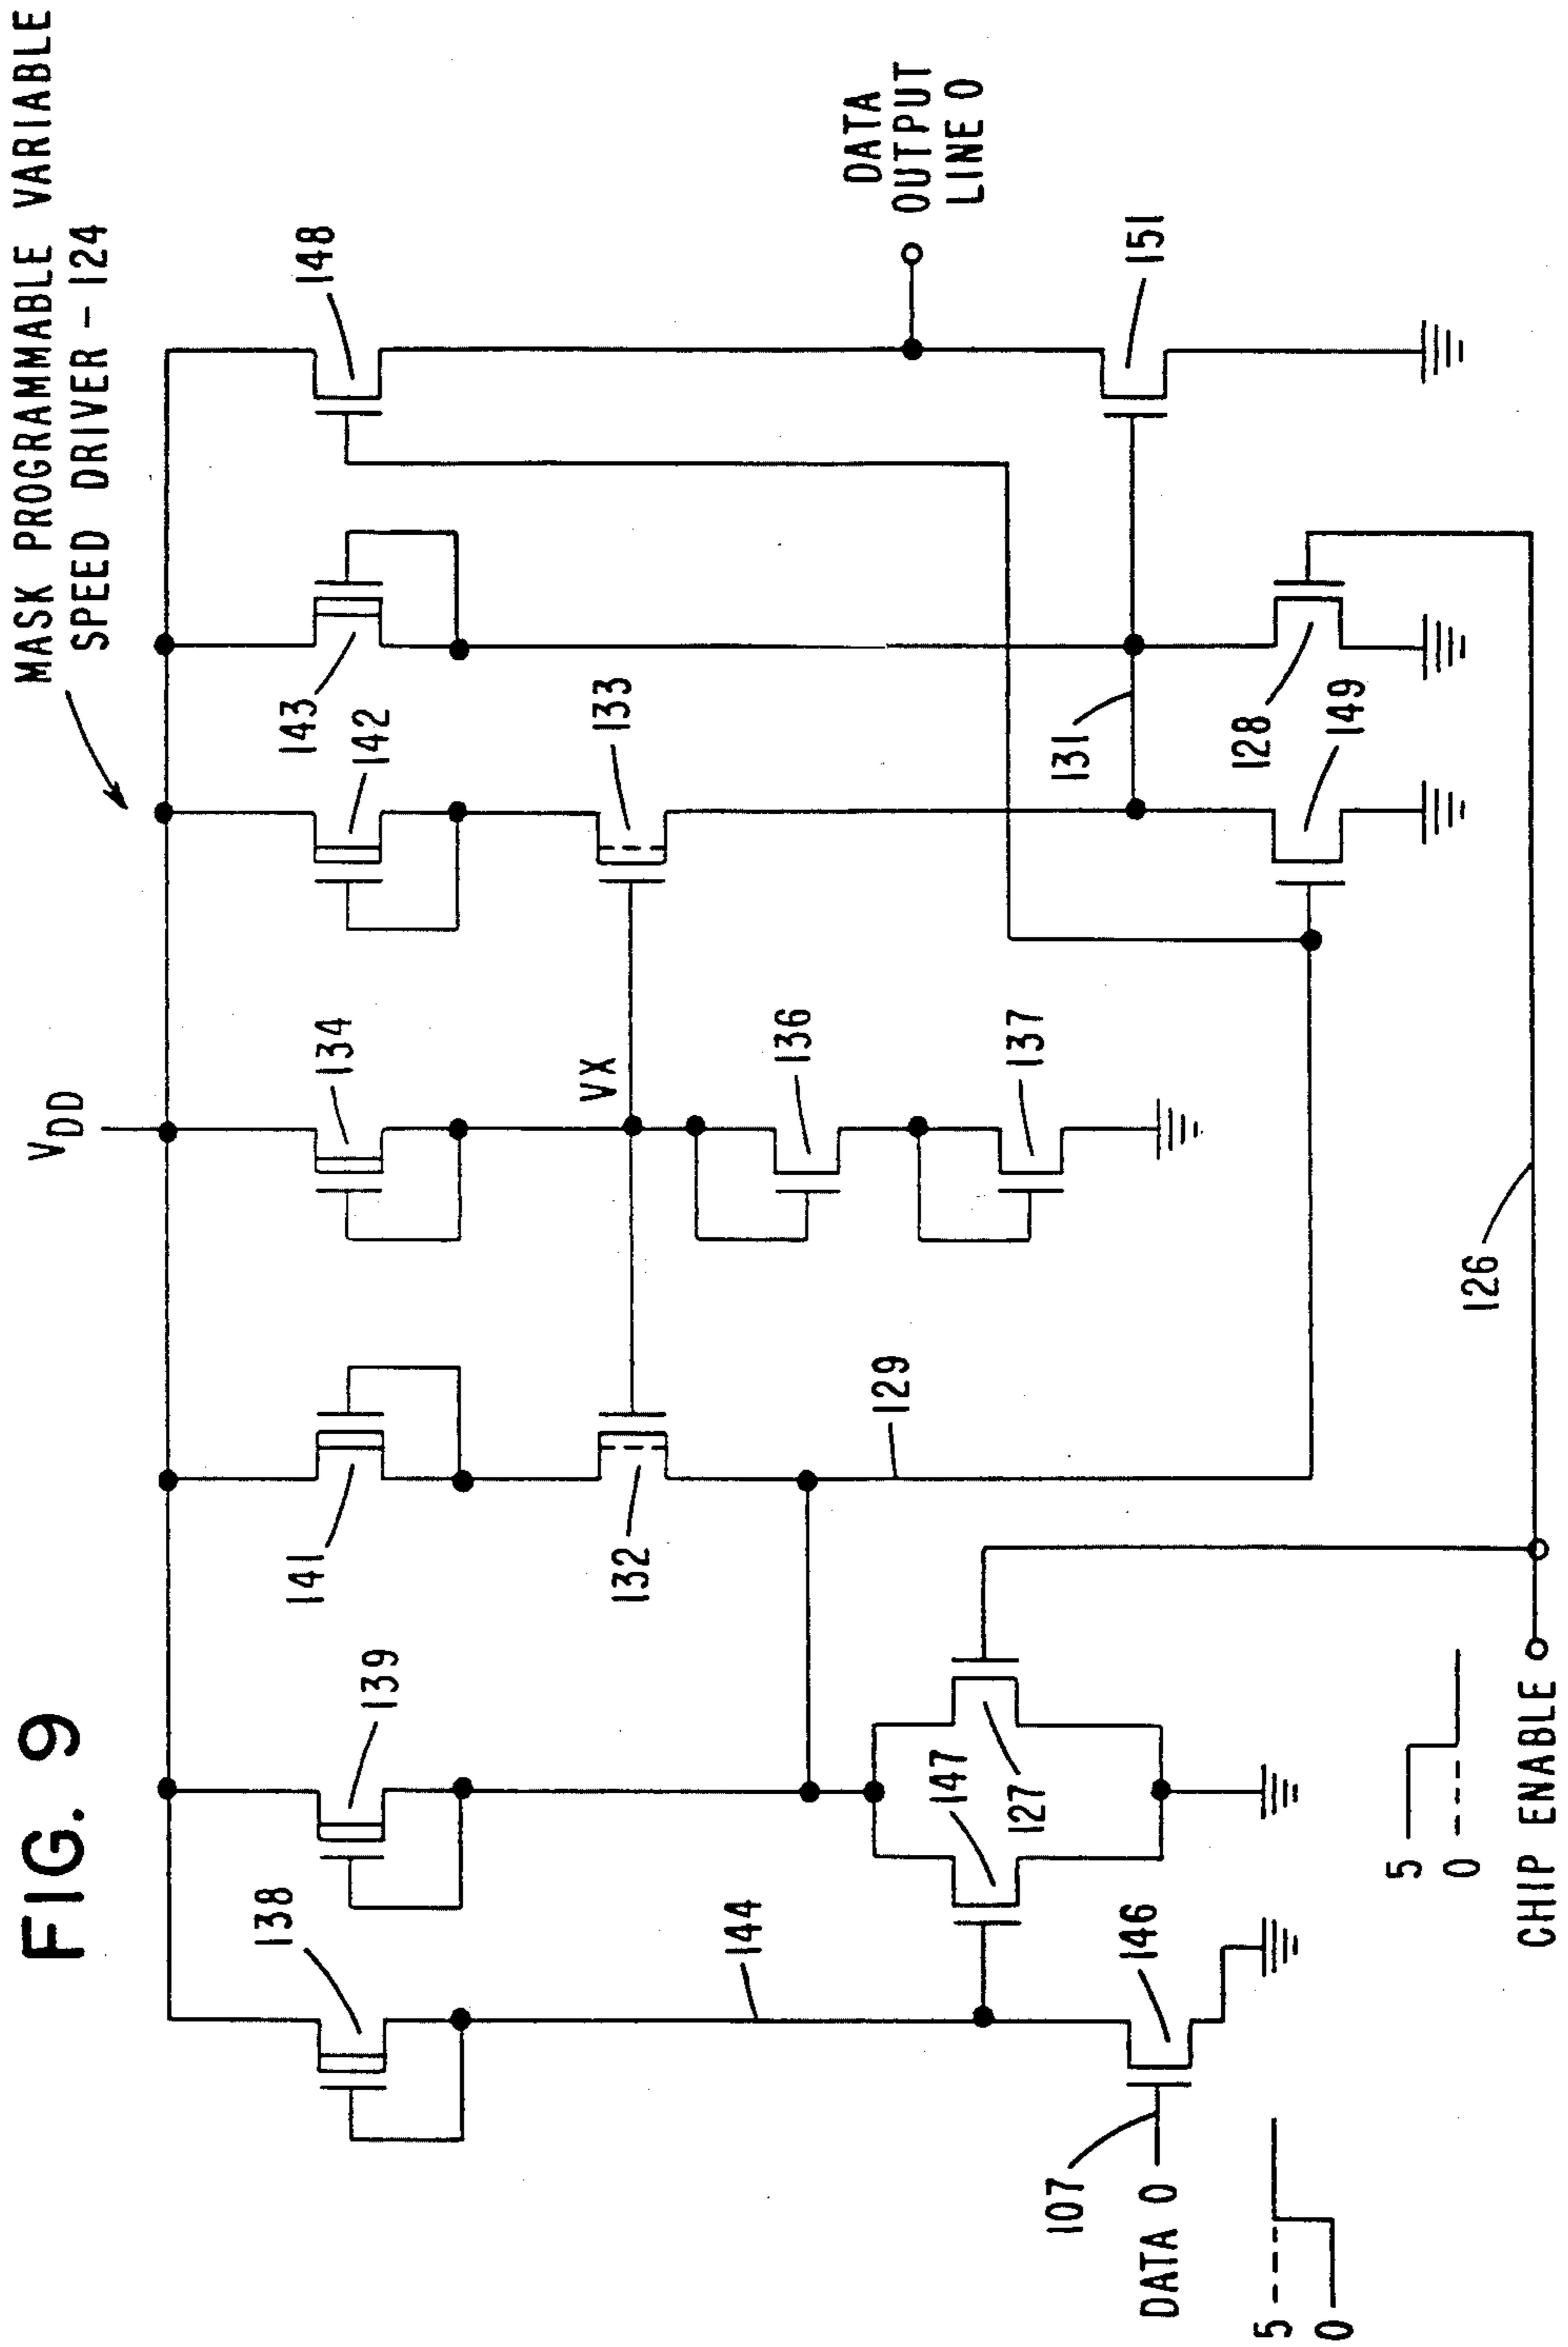 FIG. 9
MASK PROGRAMMABLE VARIABLE
SPEED DRIVER - 124
VDD
138
139
141
134
142
143
148
132
VX
133
144
129
136
137
131
DATA
OUTPUT
LINE 0
107
DATA 0
146
147
127
128
149
151
126
5
0
5
0
CHIP ENABLE